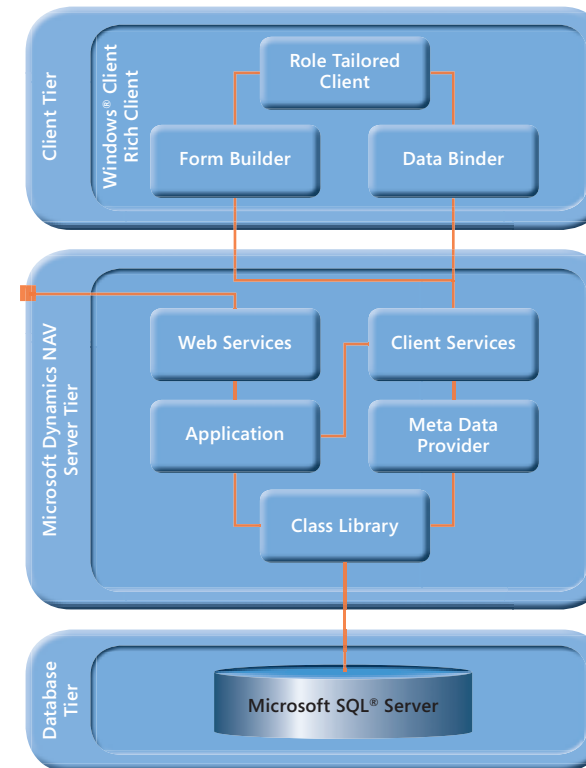 Client Tier
Windows® Client
Rich Client
Role Tailored
Client
Form Builder
Data Binder
Microsoft Dynamics NAV
Server Tier
Web Services
Client Services
Application
Meta Data
Provider
Class Library
Database
Tier
Microsoft SQL® Server